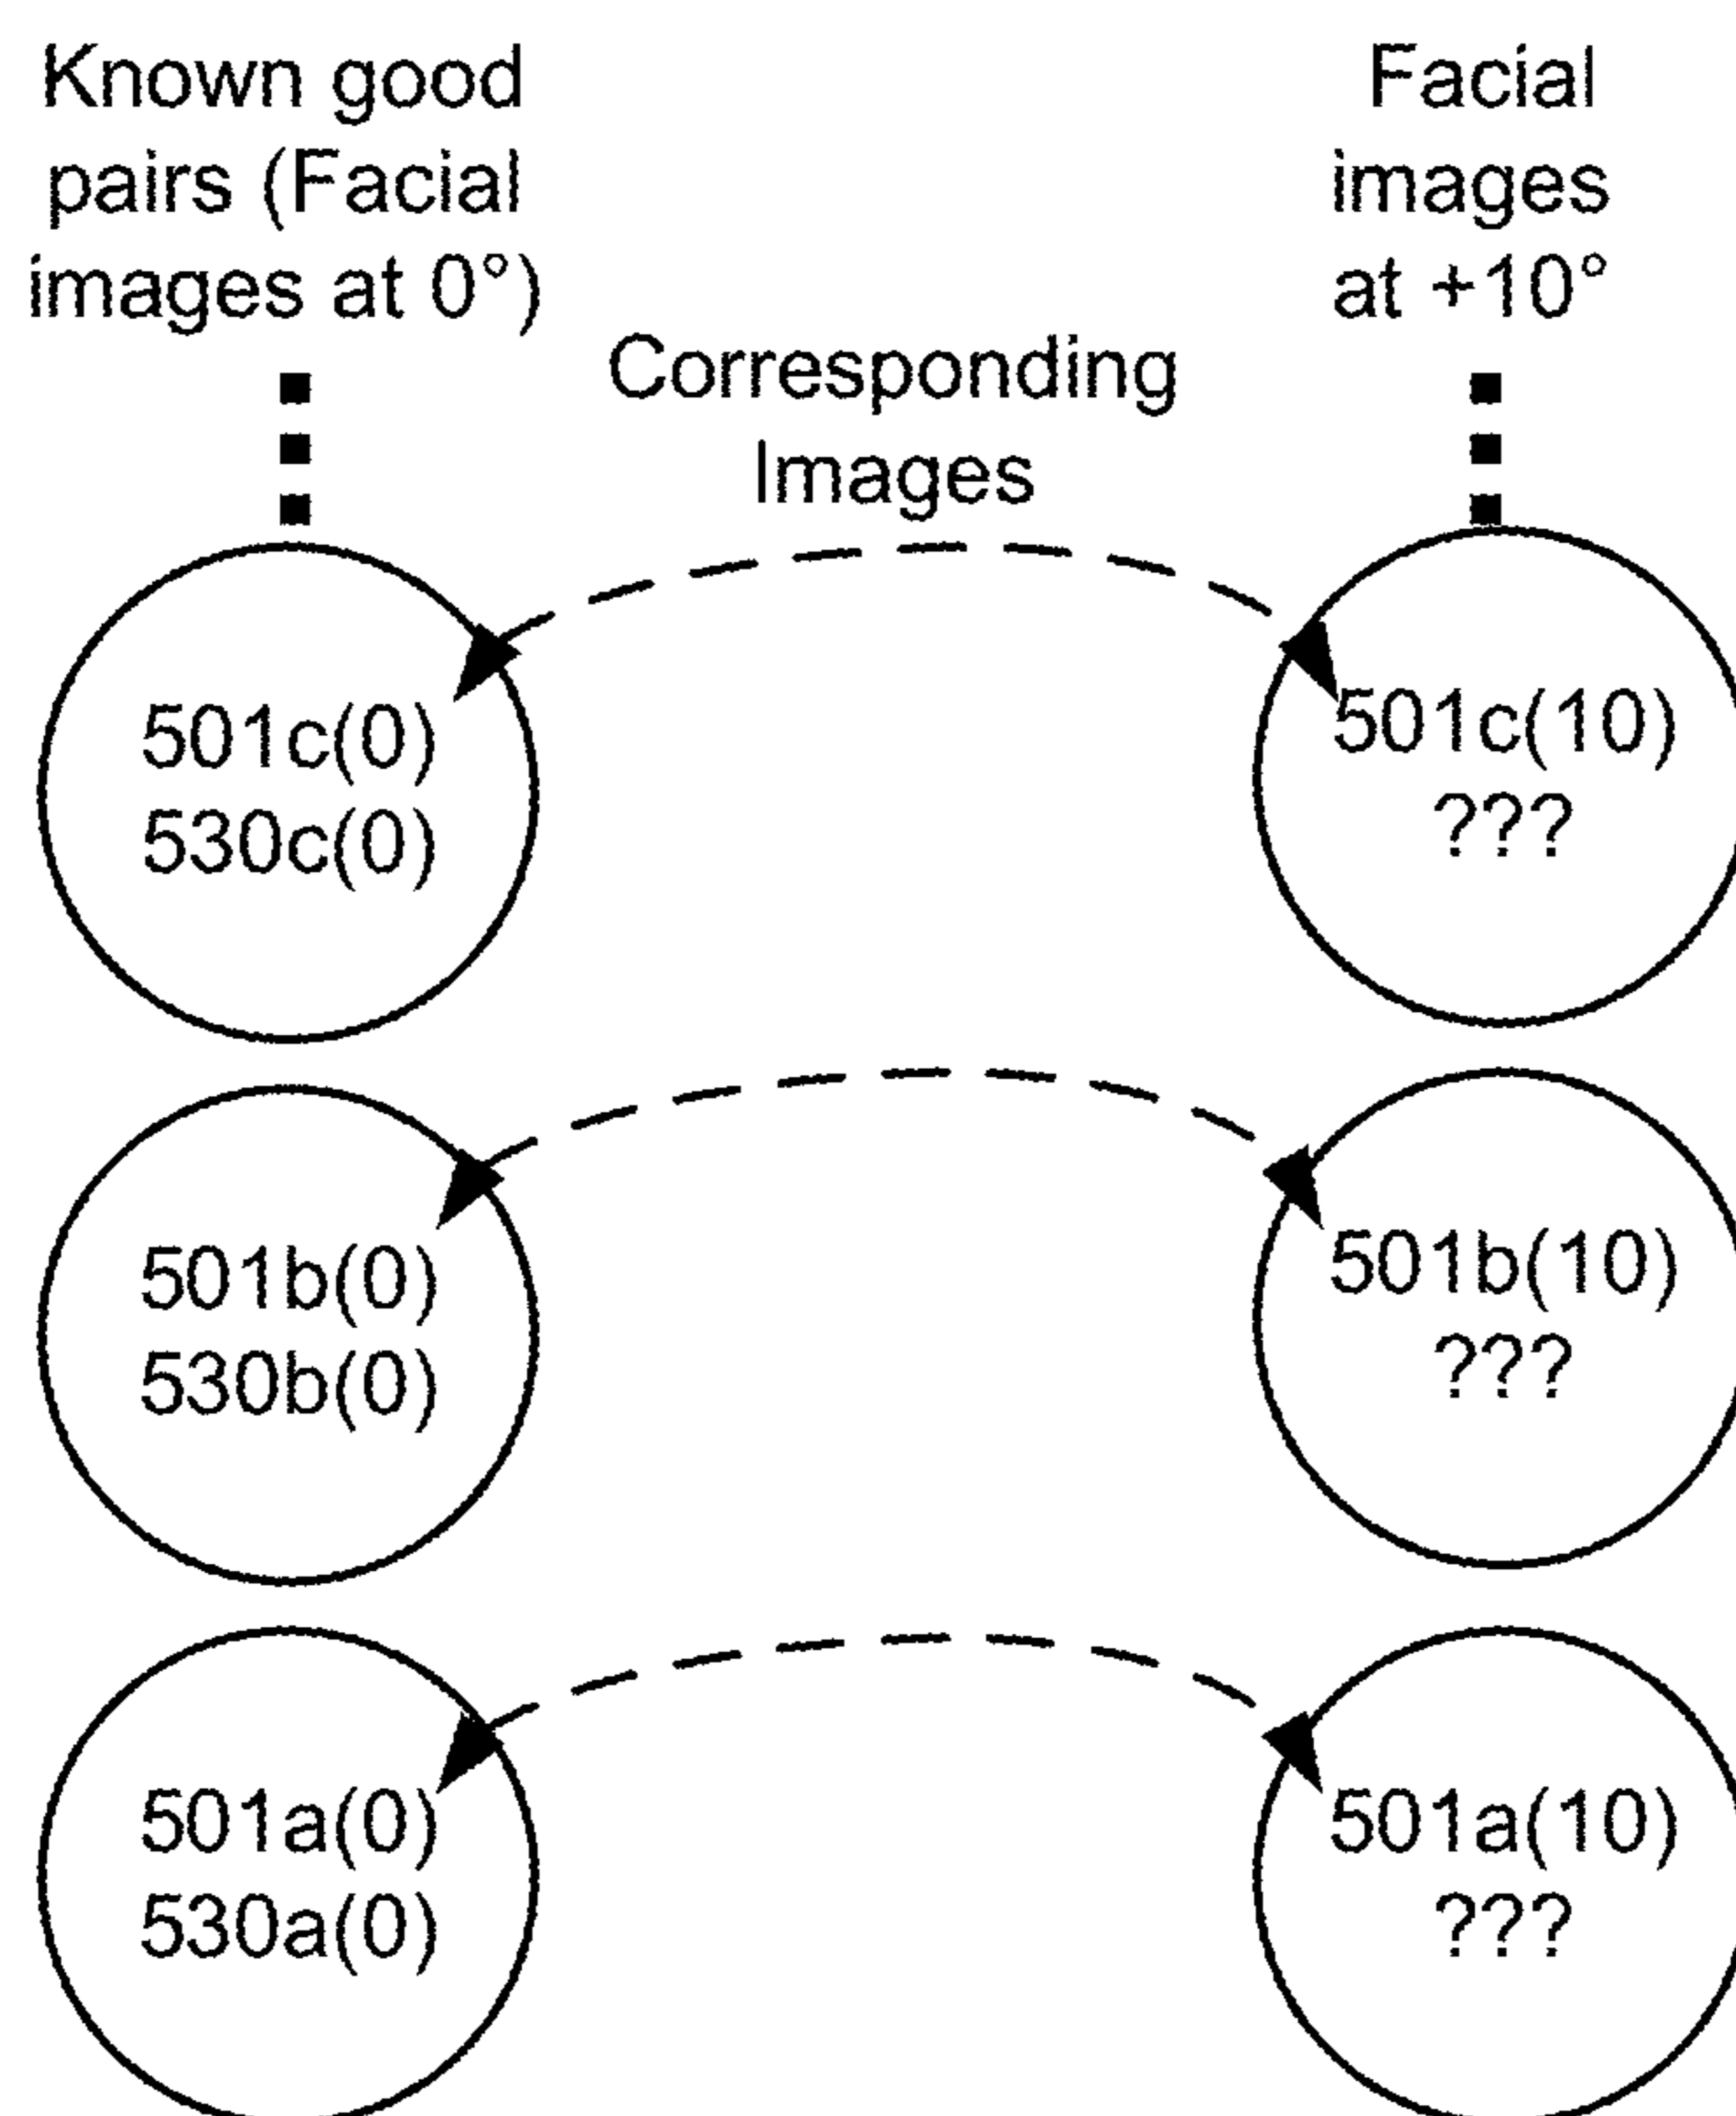 Known good
pairs (Facial
images at 0°)
Facial
images
at +10°
Corresponding
Images
501c(0)
530c(0)
501c(10)
???
501b(0)
530b(0)
501b(10)
???
501a(0)
530a(0)
501a(10)
???